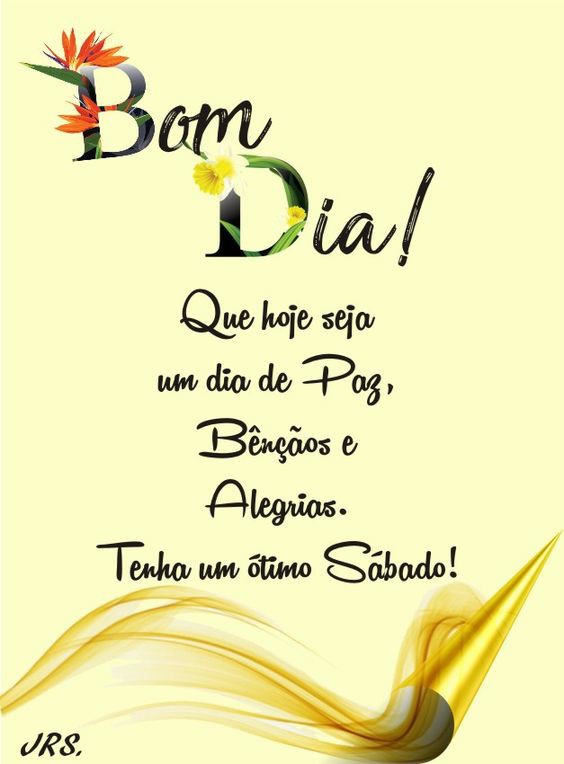 Bom
Dia!
Que hoje seja
um dia de Paz,
Bênçãos e
Alegrias.
Tenha um ótimo Sábado!
JRS.